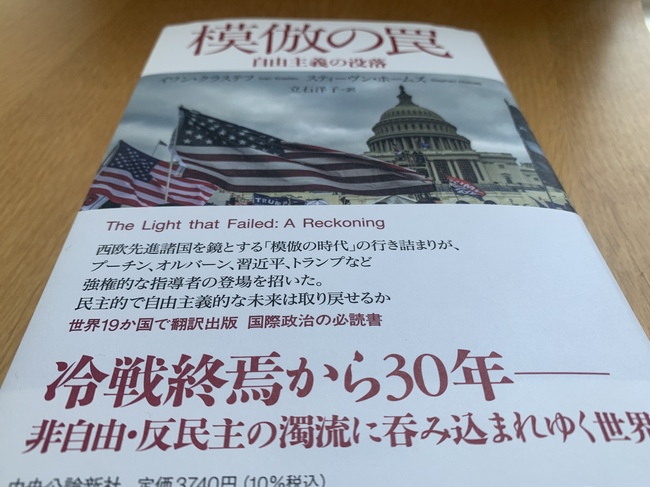 模倣の罠
自由主義の没落
イワン・クラステフ スティーヴン・ホームズ
立石洋子・訳
TRUMP
The Light that Failed: A Reckoning
西欧先進諸国を鏡とする「模倣の時代」の行き詰まりが、
プーチン、オルバーン、習近平、トランプなど
強権的な指導者の登場を招いた。
民主的で自由主義的な未来は取り戻せるか
世界19か国で翻訳出版 国際政治の必読書
冷戦終焉から30年――
非自由・反民主の濁流に呑み込まれゆく世界
中央公論新社 定価3740円(10%税込)